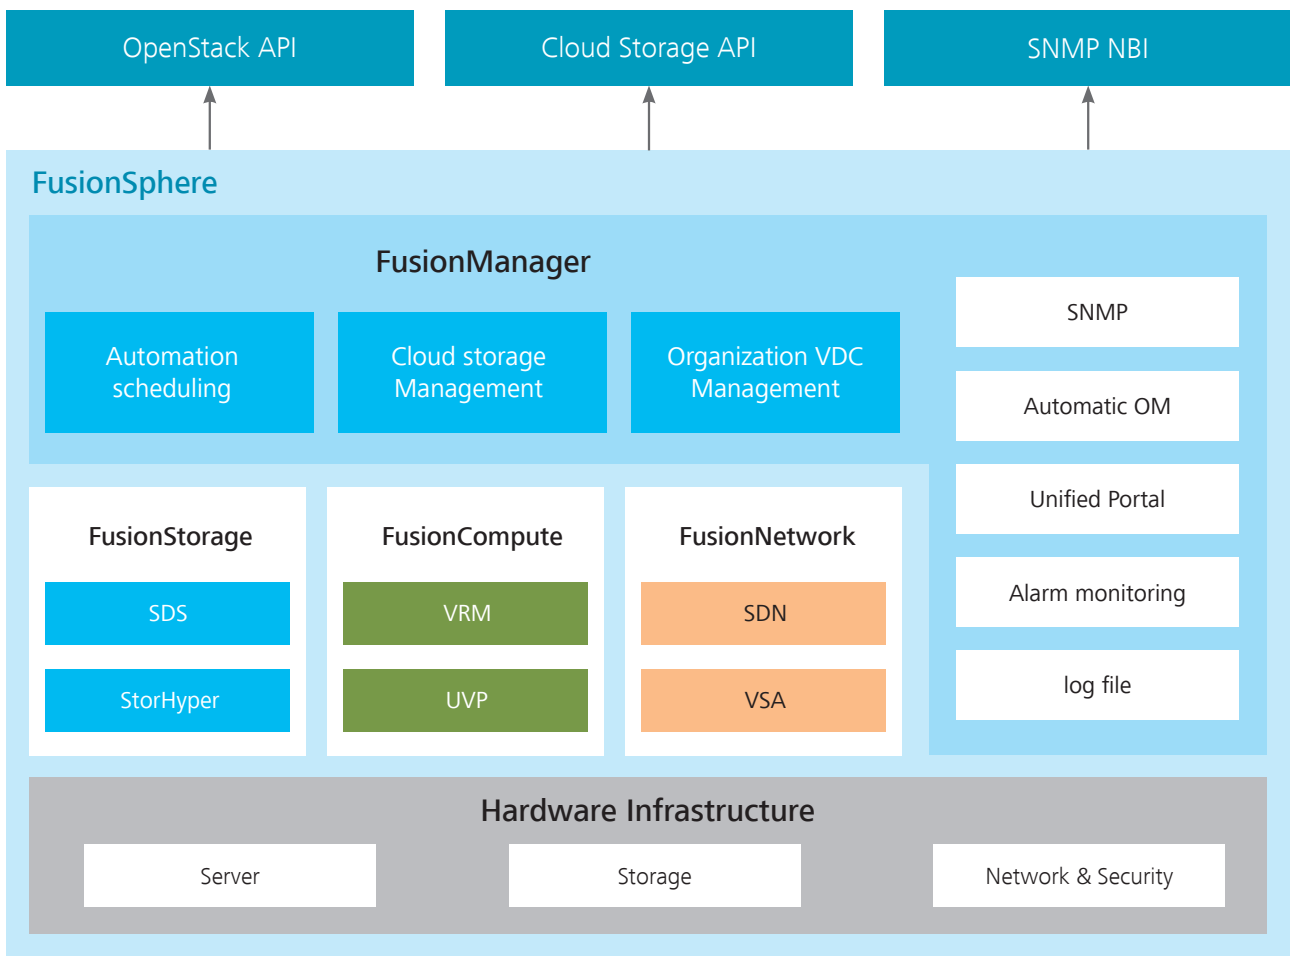 OpenStack API
Cloud Storage API
SNMP NBI
FusionSphere
FusionManager
Automation
scheduling
Cloud storage
Management
Organization VDC
Management
SNMP
Automatic OM
Unified Portal
Alarm monitoring
log file
FusionStorage
SDS
StorHyper
FusionCompute
VRM
UVP
FusionNetwork
SDN
VSA
Hardware Infrastructure
Server
Storage
Network & Security